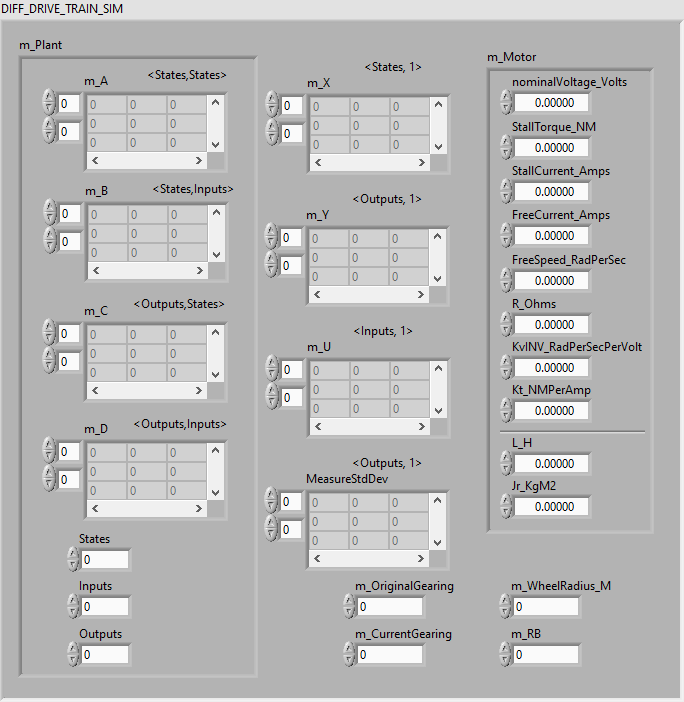 DIFF_DRIVE_TRAIN_SIM
m_Plant
m_A <States,States>
0 0 0 0
0 0 0 0
0 0 0
m_B <States,Inputs>
0 0 0 0
0 0 0 0
0 0 0
m_C <Outputs,States>
0 0 0 0
0 0 0 0
0 0 0
m_D <Outputs,Inputs>
0 0 0 0
0 0 0 0
0 0 0
States
0
Inputs
0
Outputs
0
<States, 1>
m_X
0 0 0 0
0 0 0 0
0 0 0
<Outputs, 1>
m_Y
0 0 0 0
0 0 0 0
0 0 0
<Inputs, 1>
m_U
0 0 0 0
0 0 0 0
0 0 0
<Outputs, 1>
MeasureStdDev
0 0 0 0
0 0 0 0
0 0 0
m_OriginalGearing
0
m_CurrentGearing
0
m_Motor
nominalVoltage_Volts
0.00000
StallTorque_NM
0.00000
StallCurrent_Amps
0.00000
FreeCurrent_Amps
0.00000
FreeSpeed_RadPerSec
0.00000
R_Ohms
0.00000
KvINV_RadPerSecPerVolt
0.00000
Kt_NMPerAmp
0.00000
L_H
0.00000
Jr_KgM2
0.00000
m_WheelRadius_M
0
m_RB
0